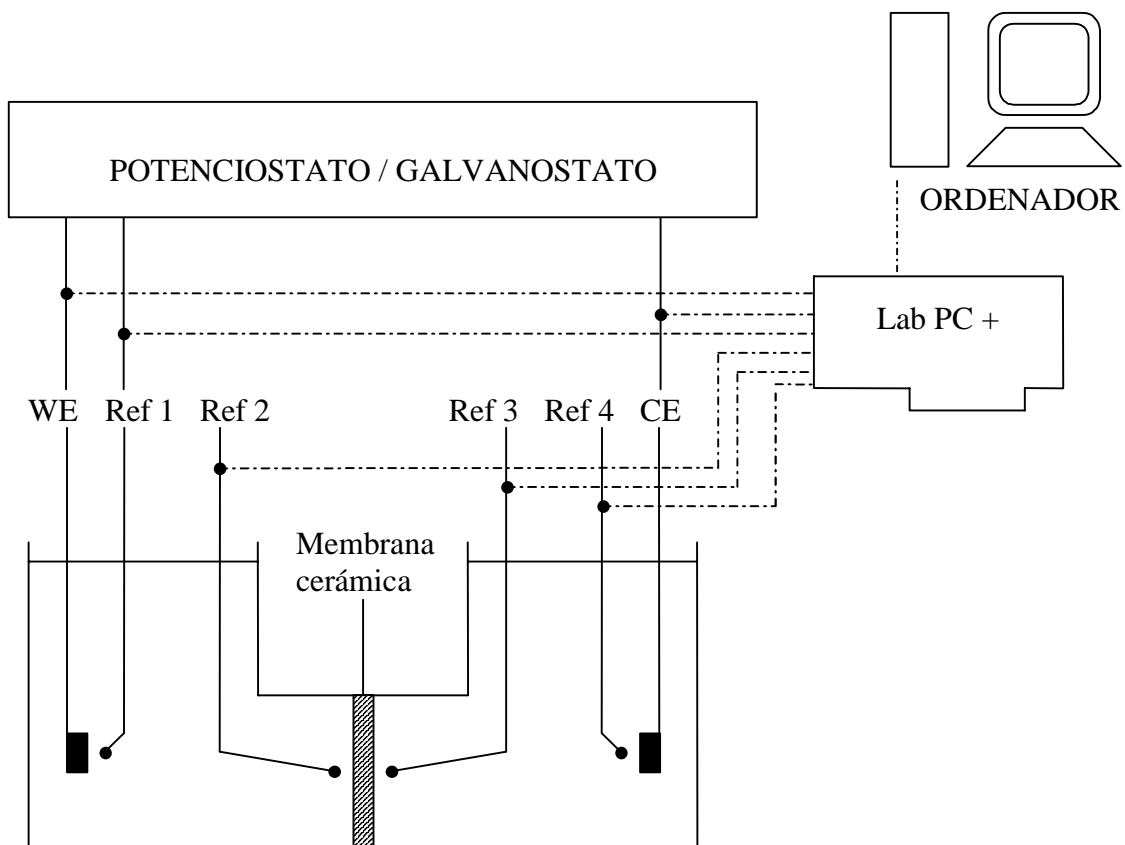 POTENCIOSTATO / GALVANOSTATO
ORDENADOR
Lab PC +
WE Ref 1 Ref 2 Ref 3 Ref 4 CE
Membrana
cerámica